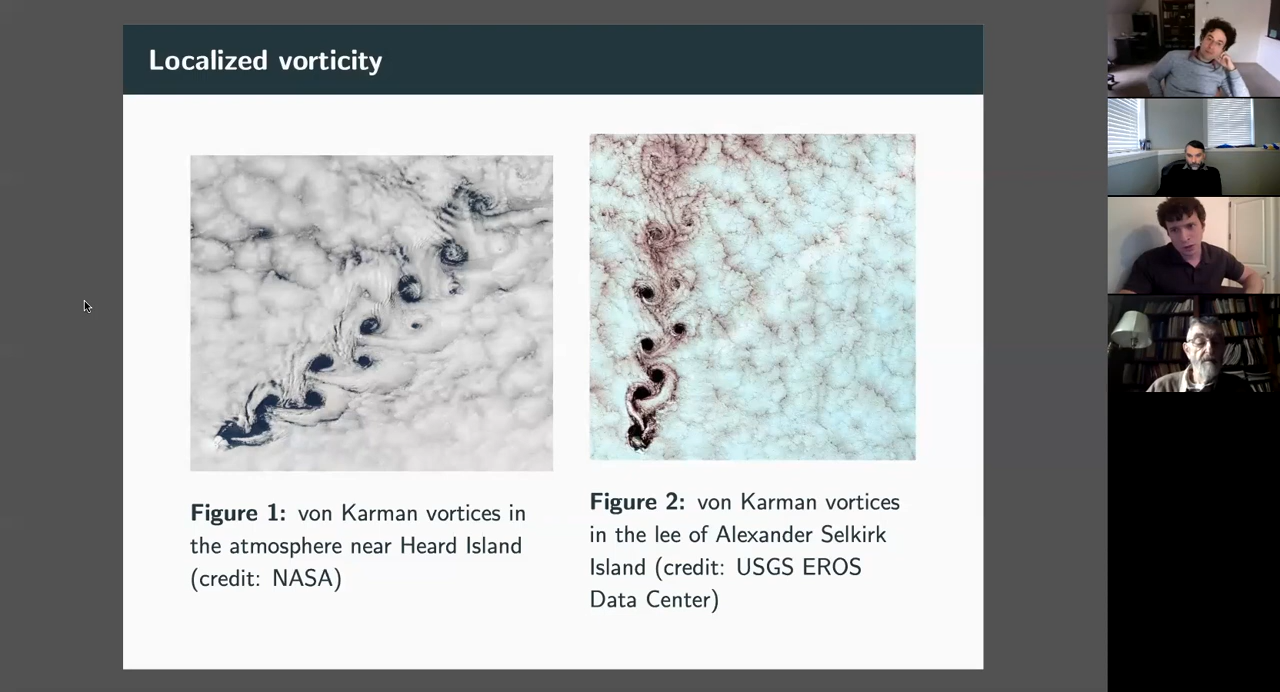 Localized vorticity
Figure 1: von Karman vortices in
the atmosphere near Heard Island
(credit: NASA)
Figure 2: von Karman vortices
in the lee of Alexander Selkirk
Island (credit: USGS EROS
Data Center)